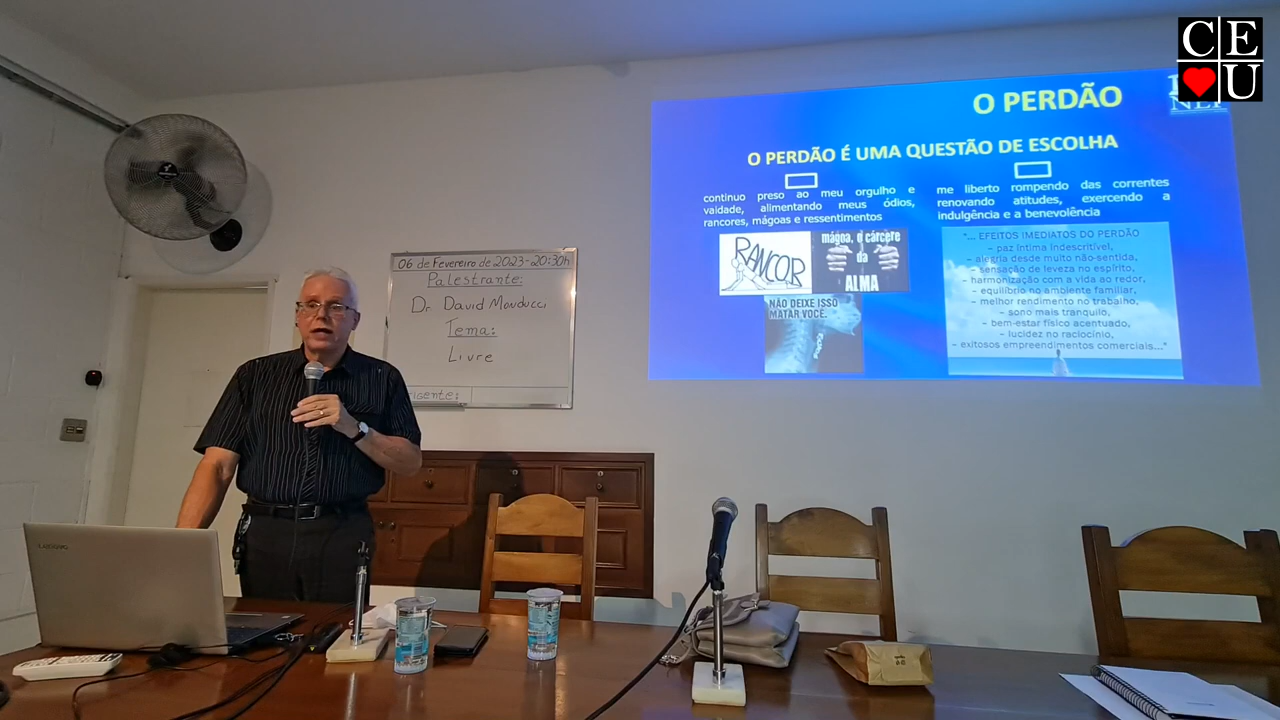 CE
U
O PERDÃO
O PERDÃO É UMA QUESTÃO DE ESCOLHA
continuo preso ao meu orgulho e
vaidade, alimentando meus ódios,
rancores, mágoas e ressentimentos
me liberto rompendo das correntes
renovando atitudes, exercendo a
indulgência e a benevolência
RANCOR
mágoa, o cárcere
da
ALMA
NÃO DEIXE ISSO
MATAR VOCÊ.
"... EFEITOS IMEDIATOS DO PERDÃO
– paz íntima indescritível,
– alegria desde muito não-sentida,
– sensação de leveza no espírito,
– harmonização com a vida ao redor,
– equilíbrio no ambiente familiar,
– melhor rendimento no trabalho,
– sono mais tranquilo,
– bem-estar físico acentuado,
– lucidez no raciocínio,
– exitosos empreendimentos comerciais..."
06 de Fevereiro de 2023-20:30h
Palestrante:
Dr David Monducci
Tema:
Livre